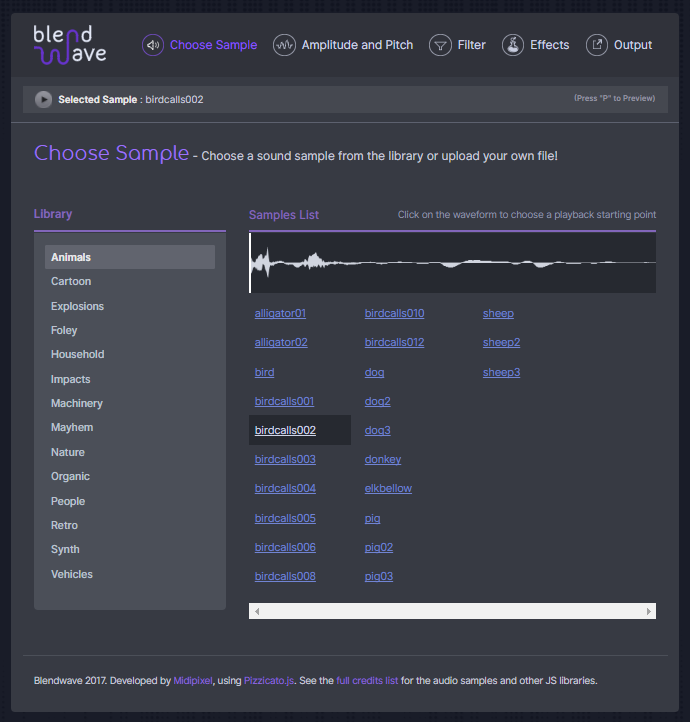 blend
wave
Choose Sample
Amplitude and Pitch
Filter
Effects
Output
Selected Sample : birdcalls002
(Press "P" to Preview)
Choose Sample - Choose a sound sample from the library or upload your own file!
Library
Animals
Cartoon
Explosions
Foley
Household
Impacts
Machinery
Mayhem
Nature
Organic
People
Retro
Synth
Vehicles
Samples List
Click on the waveform to choose a playback starting point
alligator01
alligator02
bird
birdcalls001
birdcalls002
birdcalls003
birdcalls004
birdcalls005
birdcalls006
birdcalls008
birdcalls010
birdcalls012
dog
dog2
dog3
donkey
elkbellow
pig
pig02
pig03
sheep
sheep2
sheep3
Blendwave 2017. Developed by Midipixel, using Pizzicato.js. See the full credits list for the audio samples and other JS libraries.